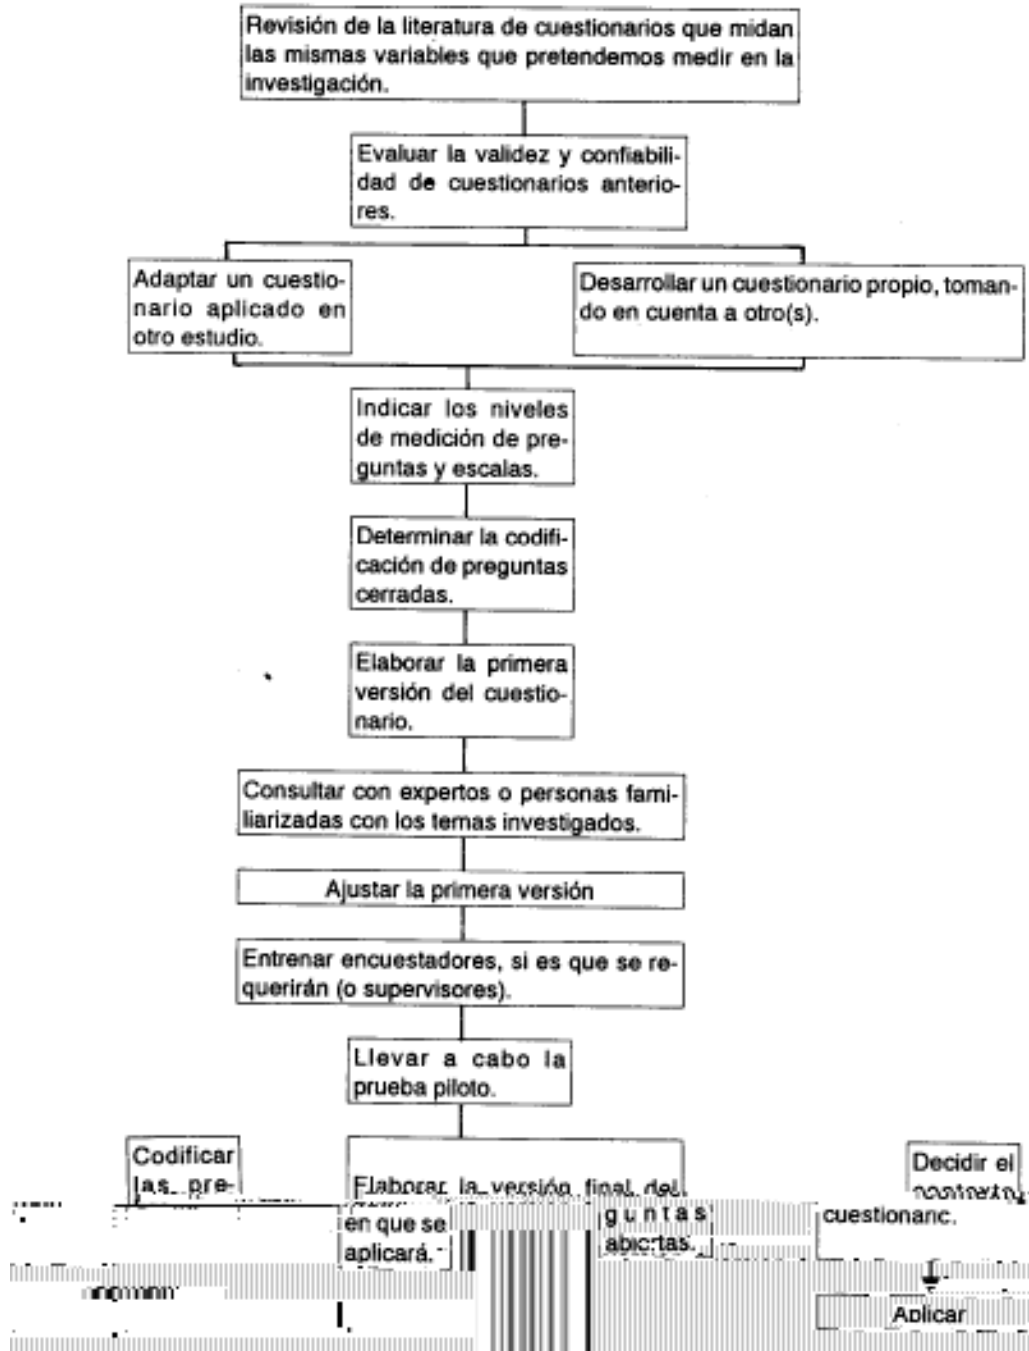 Revisión de la literatura de cuestionarios que midan
las mismas variables que pretendemos medir en la
investigación.
Evaluar la validez y confiabili-
dad de cuestionarios anterio-
res.
Adaptar un cuestio-
nario aplicado en
otro estudio.
Desarrollar un cuestionario propio, toman-
do en cuenta a otro(s).
Indicar los niveles
de medición de pre-
guntas y escalas.
Determinar la codifi-
cación de preguntas
cerradas.
Elaborar la primera
versión del cuestio-
nario.
Consultar con expertos o personas fami-
liarizadas con los temas investigados.
Ajustar la primera versión
Entrenar encuestadores, si es que se re-
querirán (o supervisores).
Llevar a cabo la
prueba piloto.
Codificar
las pre-
Elaborar la versión final del
Decidir el
contexto
en que se
aplicará.
guntas
abiertas.
cuestionario.
Aplicar